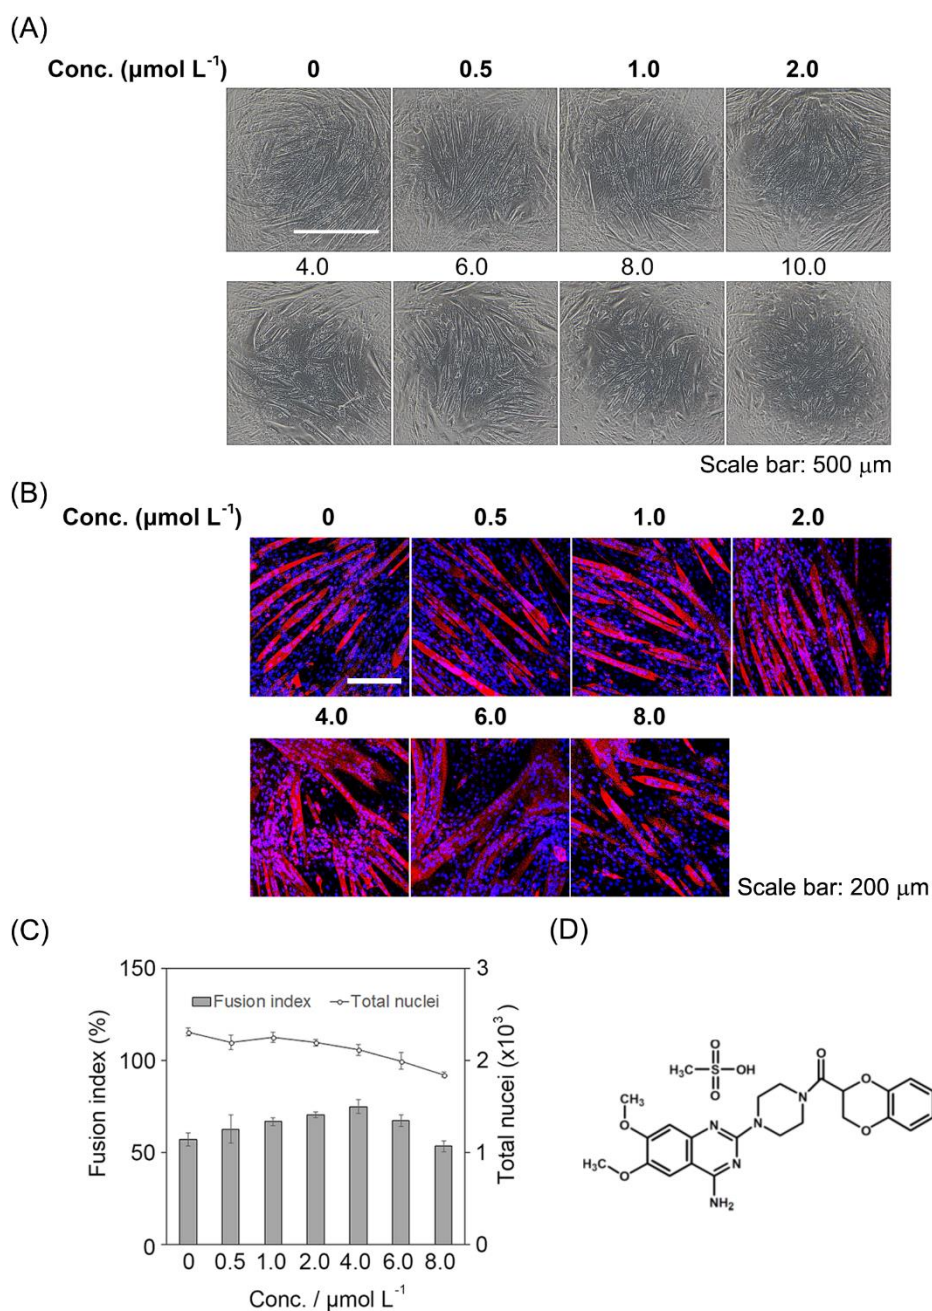 (A)
Conc. (μmol L⁻¹) 0 0.5 1.0 2.0
4.0 6.0 8.0 10.0
Scale bar: 500 μm
(B)
Conc. (μmol L⁻¹) 0 0.5 1.0 2.0
4.0 6.0 8.0
Scale bar: 200 μm
(C)
Fusion index (%)
150
100
50
0
Fusion index Total nuclei
3
2
1
0
Total nucei (x10³)
0 0.5 1.0 2.0 4.0 6.0 8.0
Conc. / μmol L⁻¹
(D)
O
H₃C S OH
O
O
CH₃
O
N
N
O
O
N
N
H₃C
O
NH₂